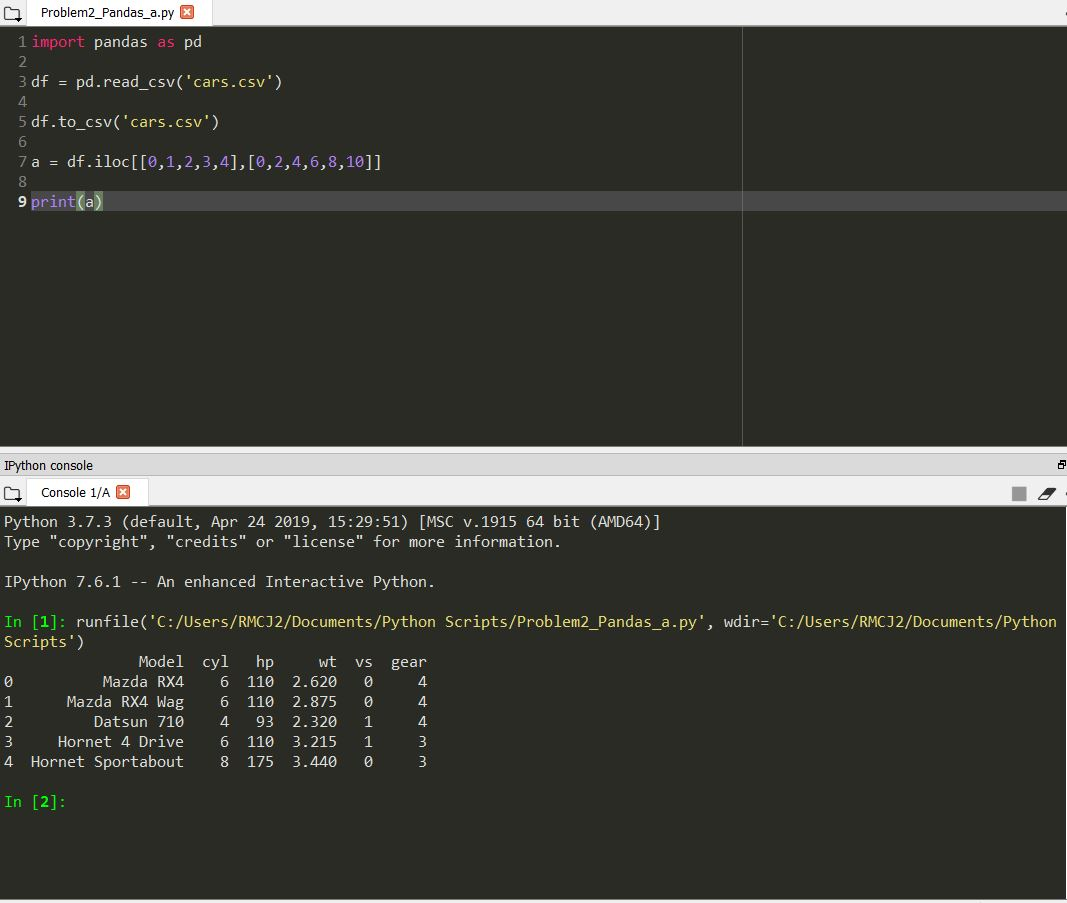 Problem2_Pandas_a.py
1 import pandas as pd
2
3 df = pd.read_csv('cars.csv')
4
5 df.to_csv('cars.csv')
6
7 a = df.iloc[[0,1,2,3,4],[0,2,4,6,8,10]]
8
9 print(a)
IPython console
Console 1/A
Python 3.7.3 (default, Apr 24 2019, 15:29:51) [MSC v.1915 64 bit (AMD64)]
Type "copyright", "credits" or "license" for more information.
IPython 7.6.1 -- An enhanced Interactive Python.
In [1]: runfile('C:/Users/RMCJ2/Documents/Python Scripts/Problem2_Pandas_a.py', wdir='C:/Users/RMCJ2/Documents/Python
Scripts')
               Model  cyl   hp     wt  vs  gear
0          Mazda RX4    6  110  2.620   0     4
1      Mazda RX4 Wag    6  110  2.875   0     4
2         Datsun 710    4   93  2.320   1     4
3     Hornet 4 Drive    6  110  3.215   1     3
4  Hornet Sportabout    8  175  3.440   0     3
In [2]: